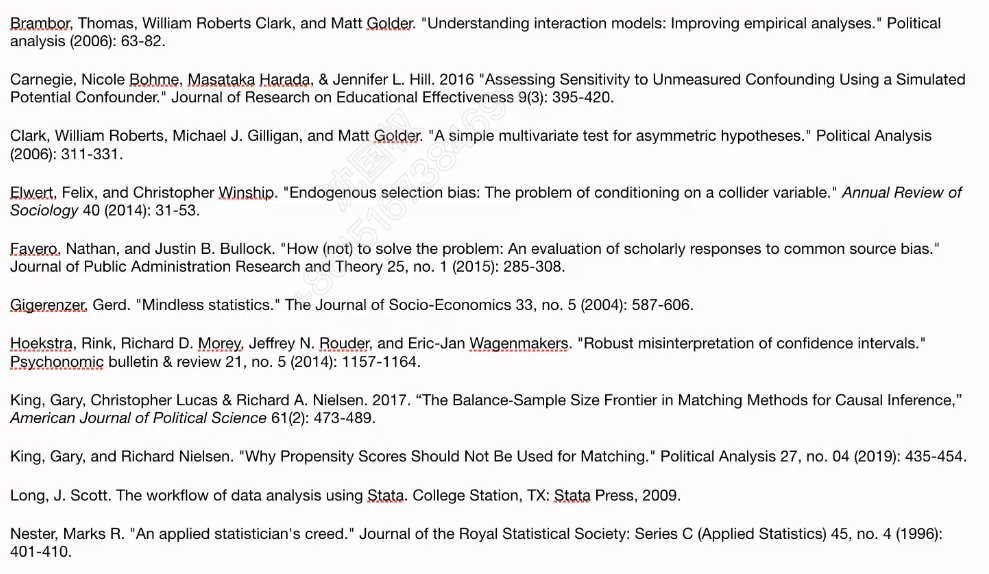 Brambor, Thomas, William Roberts Clark, and Matt Golder. "Understanding interaction models: Improving empirical analyses." Political
analysis (2006): 63-82.
Carnegie, Nicole Bohme, Masataka Harada, & Jennifer L. Hill. 2016 "Assessing Sensitivity to Unmeasured Confounding Using a Simulated
Potential Confounder." Journal of Research on Educational Effectiveness 9(3): 395-420.
Clark, William Roberts, Michael J. Gilligan, and Matt Golder. "A simple multivariate test for asymmetric hypotheses." Political Analysis
(2006): 311-331.
Elwert, Felix, and Christopher Winship. "Endogenous selection bias: The problem of conditioning on a collider variable." Annual Review of
Sociology 40 (2014): 31-53.
Favero, Nathan, and Justin B. Bullock. "How (not) to solve the problem: An evaluation of scholarly responses to common source bias."
Journal of Public Administration Research and Theory 25, no. 1 (2015): 285-308.
Gigerenzer, Gerd. "Mindless statistics." The Journal of Socio-Economics 33, no. 5 (2004): 587-606.
Hoekstra, Rink, Richard D. Morey, Jeffrey N. Rouder, and Eric-Jan Wagenmakers. "Robust misinterpretation of confidence intervals."
Psychonomic bulletin & review 21, no. 5 (2014): 1157-1164.
King, Gary, Christopher Lucas & Richard A. Nielsen. 2017. “The Balance-Sample Size Frontier in Matching Methods for Causal Inference,”
American Journal of Political Science 61(2): 473-489.
King, Gary, and Richard Nielsen. "Why Propensity Scores Should Not Be Used for Matching." Political Analysis 27, no. 04 (2019): 435-454.
Long, J. Scott. The workflow of data analysis using Stata. College Station, TX: Stata Press, 2009.
Nester, Marks R. "An applied statistician's creed." Journal of the Royal Statistical Society: Series C (Applied Statistics) 45, no. 4 (1996):
401-410.